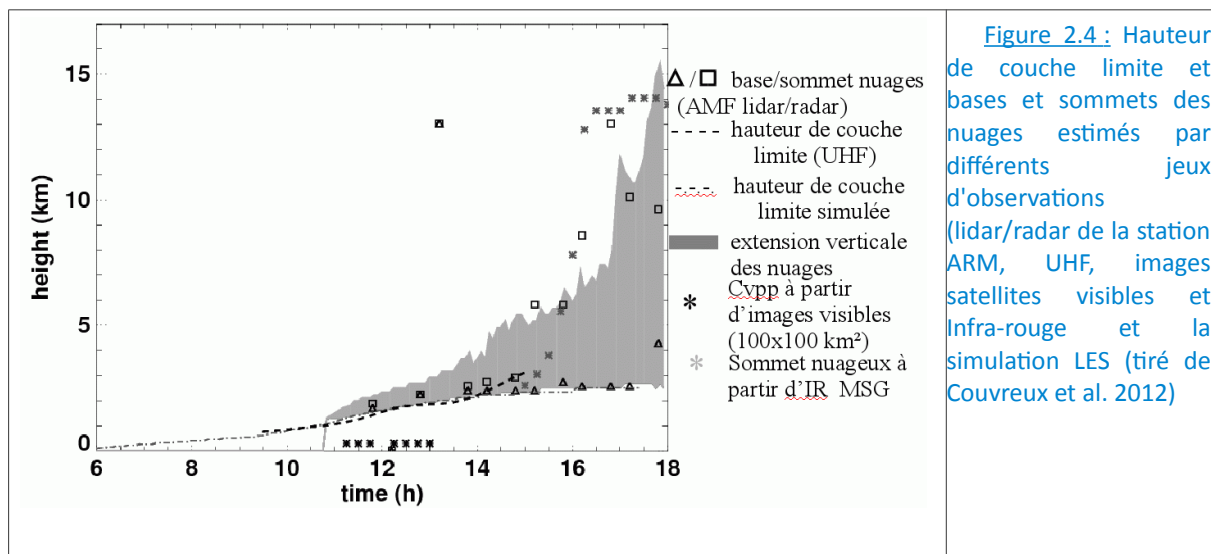 15
10
5
0
height (km)
6 8 10 12 14 16 18
time (h)
Δ / □ base/sommet nuages
(AMF lidar/radar)
hauteur de couche
limite (UHF)
hauteur de couche
limite simulée
extension verticale
des nuages
* Cvpp à partir
d’images visibles
(100x100 km²)
* Sommet nuageux à
partir d’IR MSG
Figure 2.4 : Hauteur
de couche limite et
bases et sommets des
nuages estimés par
différents jeux
d'observations
(lidar/radar de la station
ARM, UHF, images
satellites visibles et
Infra-rouge et la
simulation LES (tiré de
Couvreux et al. 2012)